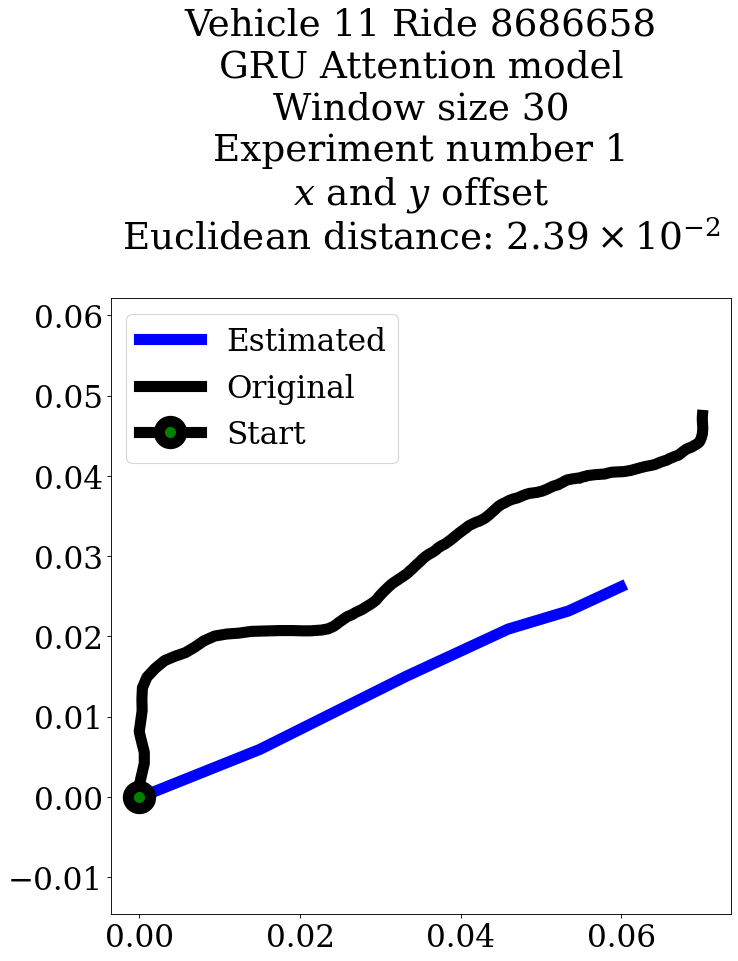 Vehicle 11 Ride 8686658
GRU Attention model
Window size 30
Experiment number 1
x and y offset
Euclidean distance: 2.39 × 10⁻²
0.06
0.05
0.04
0.03
0.02
0.01
0.00
−0.01
Estimated
Original
Start
0.00 0.02 0.04 0.06